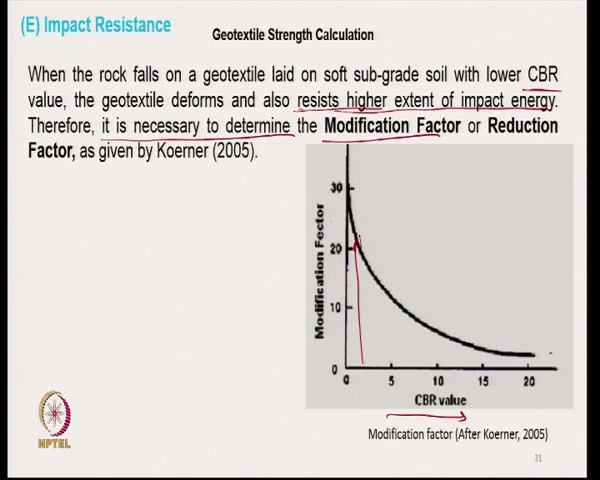 (E) Impact Resistance
Geotextile Strength Calculation
When the rock falls on a geotextile laid on soft sub-grade soil with lower CBR
value, the geotextile deforms and also resists higher extent of impact energy.
Therefore, it is necessary to determine the Modification Factor or Reduction
Factor, as given by Koerner (2005).
Modification Fector
30
20
10
0
0 5 10 15 20
CBR value
Modification factor (After Koerner, 2005)
NPTEL
31